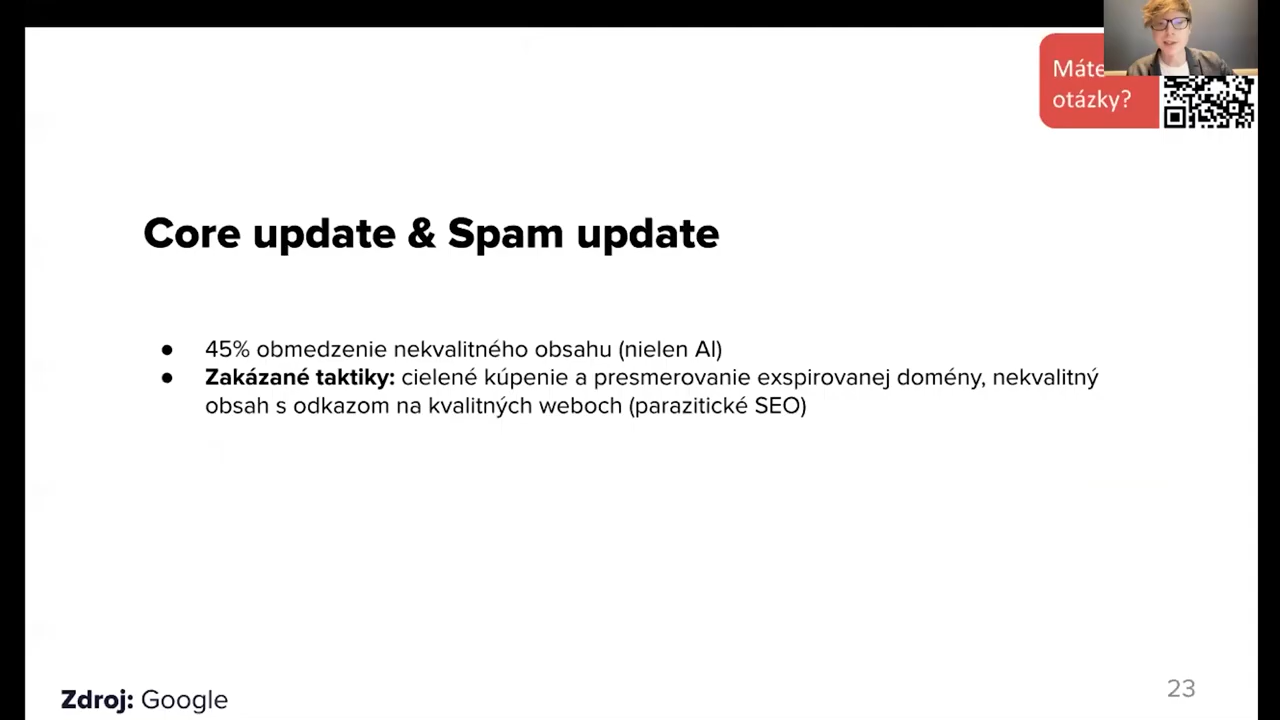 Máte
otázky?
Core update & Spam update
● 45% obmedzenie nekvalitného obsahu (nielen AI)
● Zakázané taktiky: cielené kúpenie a presmerovanie exspirovanej domény, nekvalitný
obsah s odkazom na kvalitných weboch (parazitické SEO)
Zdroj: Google
23